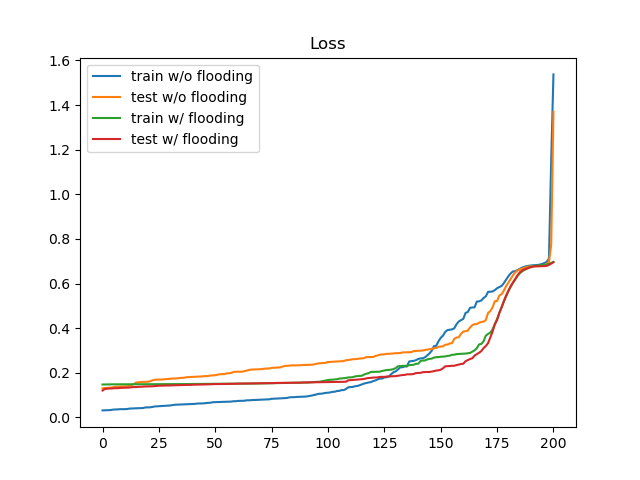 Loss
1.6
1.4
1.2
1.0
0.8
0.6
0.4
0.2
0.0
train w/o flooding
test w/o flooding
train w/ flooding
test w/ flooding
0 25 50 75 100 125 150 175 200